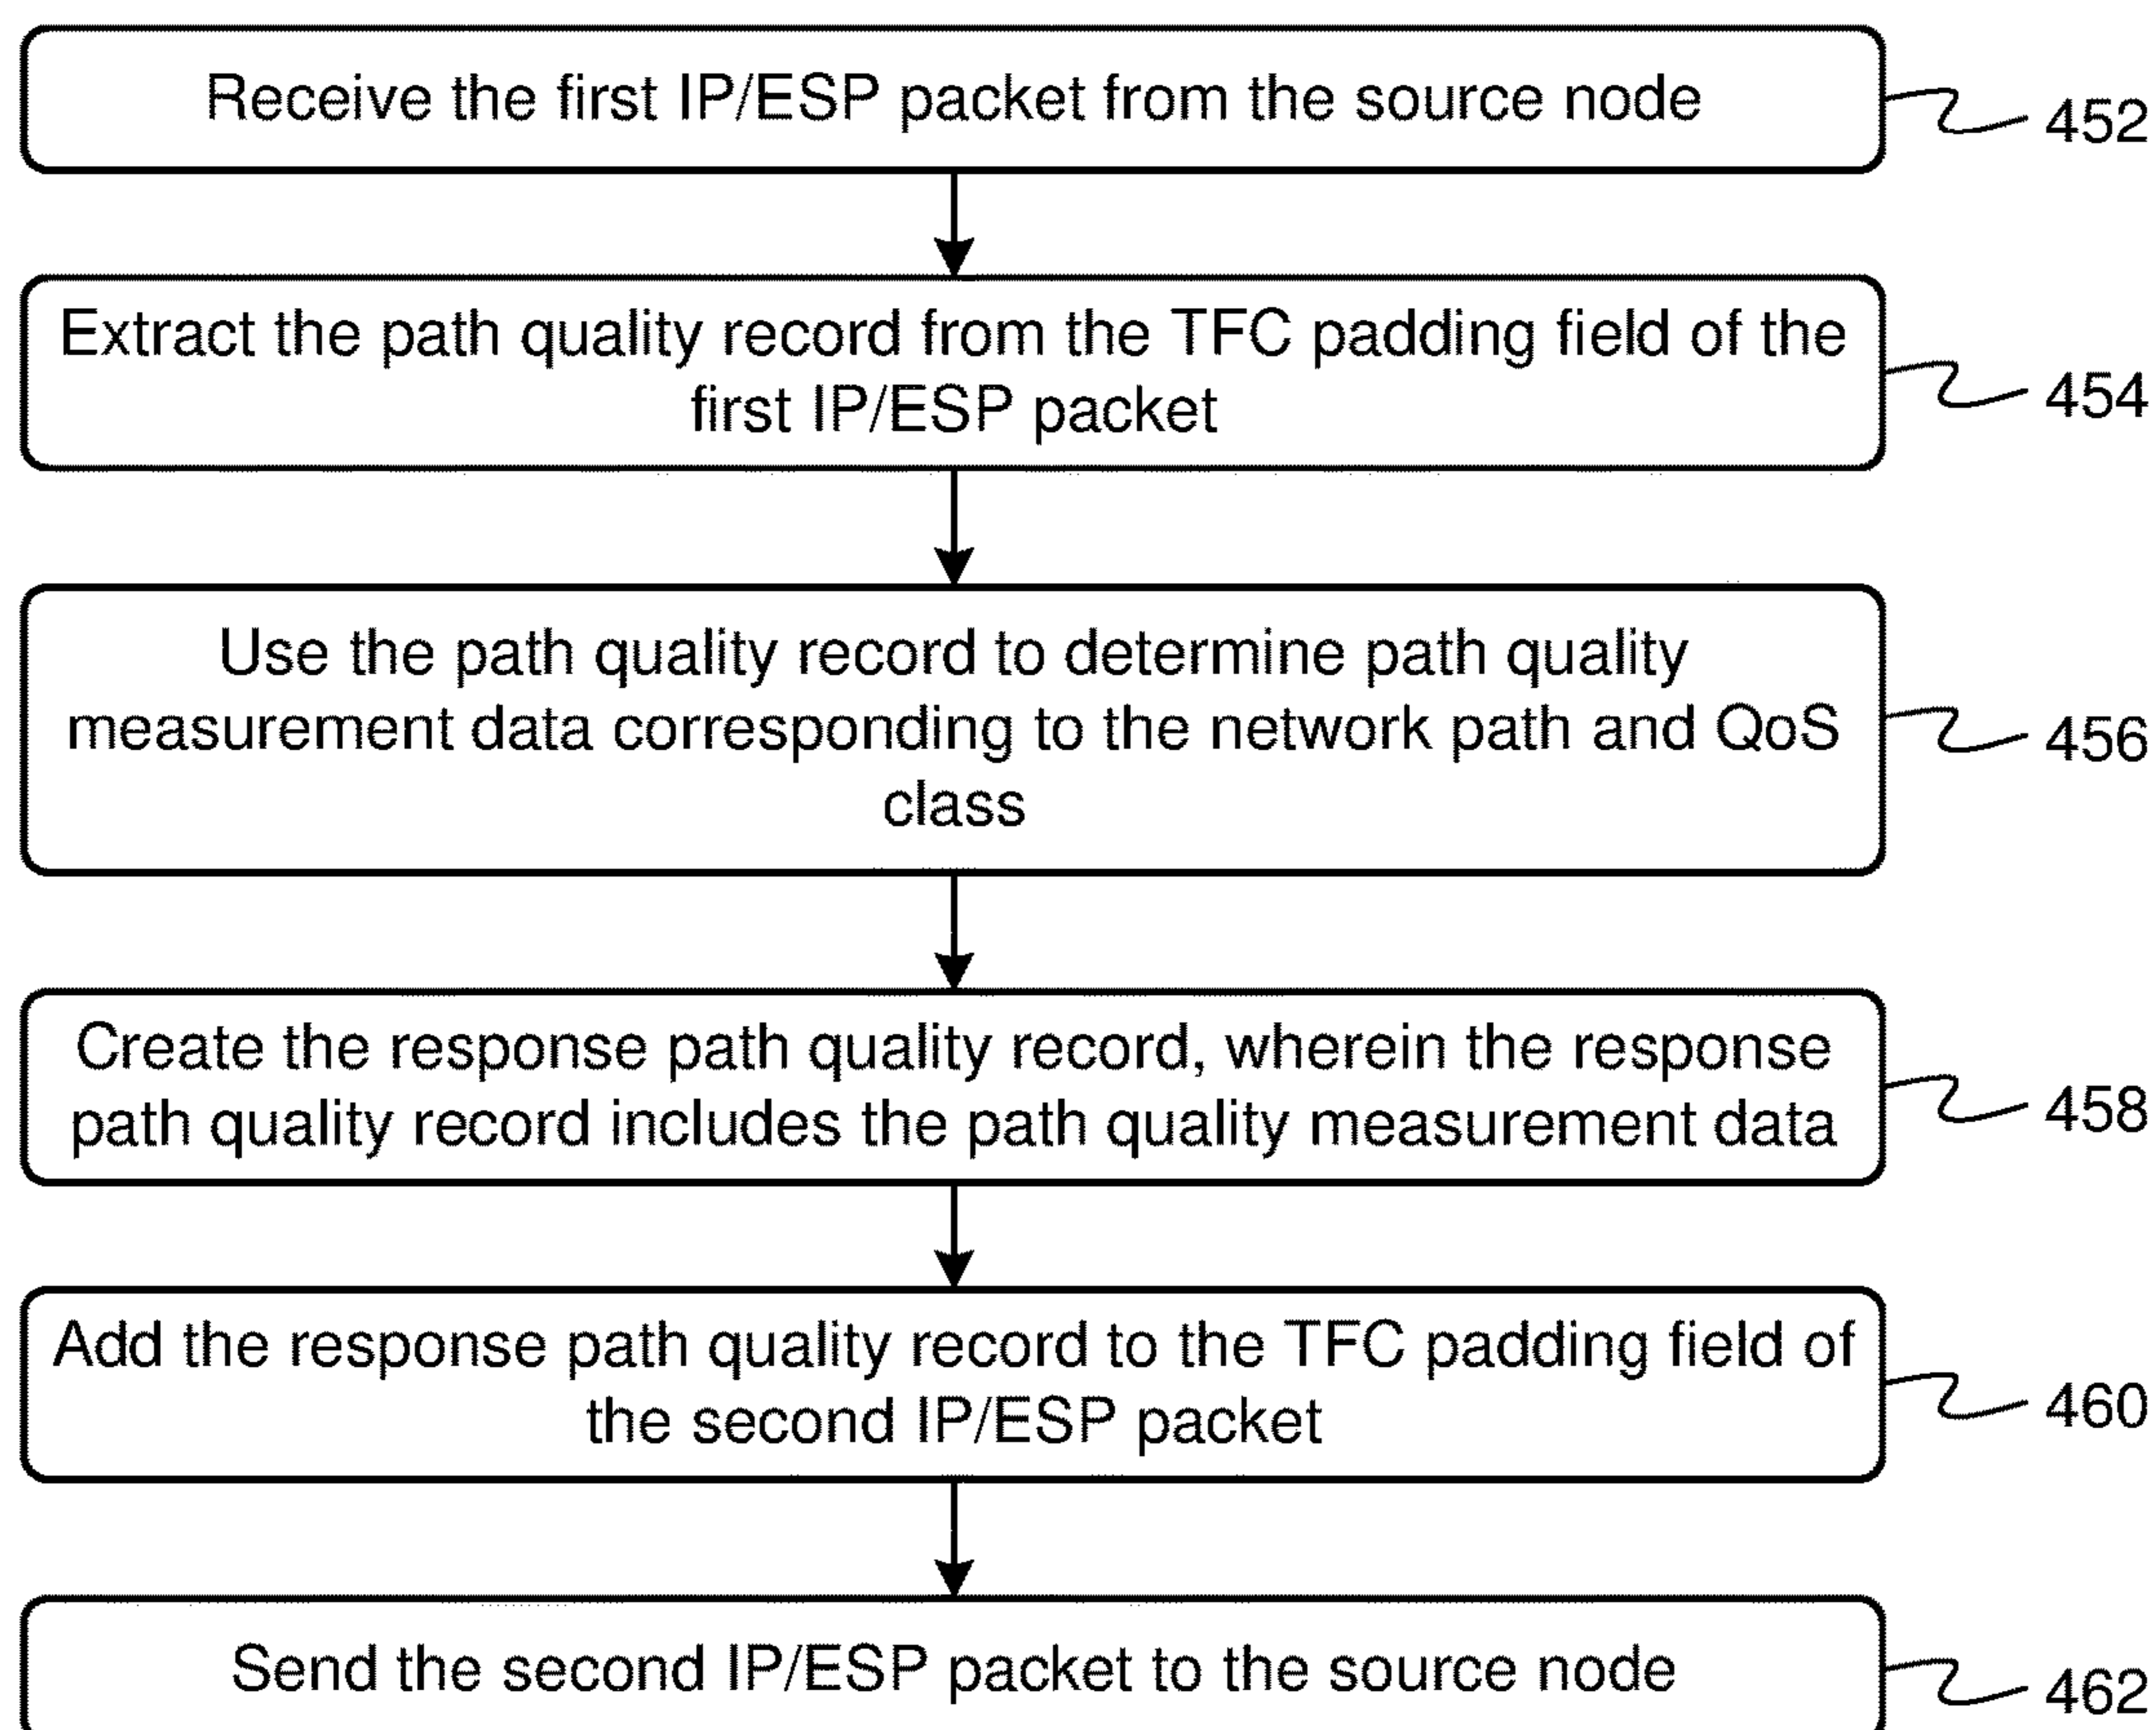 Receive the first IP/ESP packet from the source node
452
Extract the path quality record from the TFC padding field of the
first IP/ESP packet
454
Use the path quality record to determine path quality
measurement data corresponding to the network path and QoS
class
456
Create the response path quality record, wherein the response
path quality record includes the path quality measurement data
458
Add the response path quality record to the TFC padding field of
the second IP/ESP packet
460
Send the second IP/ESP packet to the source node
462